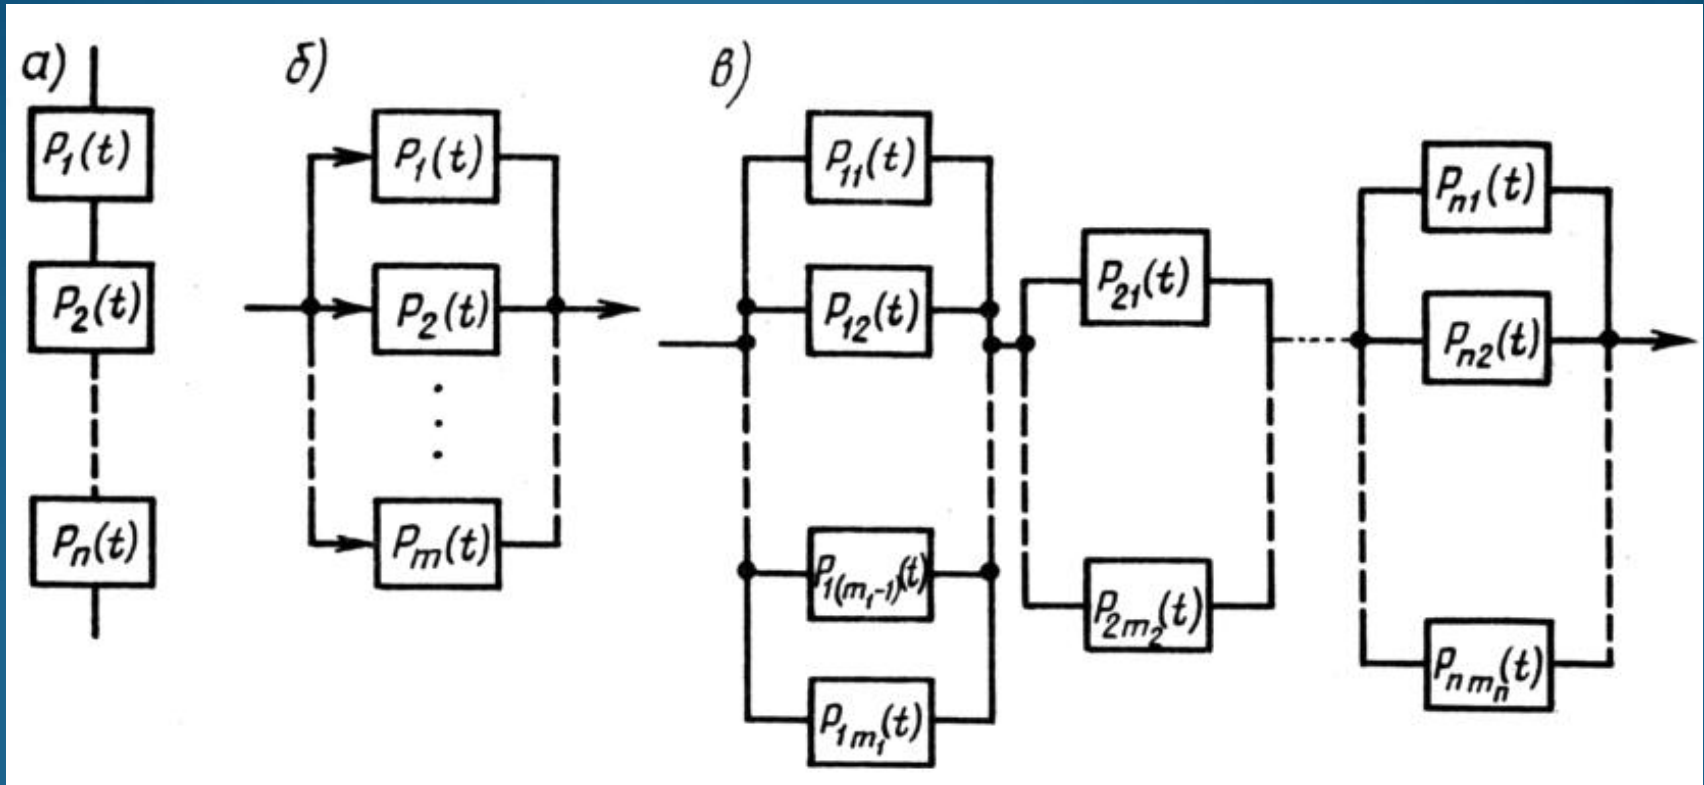 а)
P₁(t)
P₂(t)
Pₙ(t)
б)
P₁(t)
P₂(t)
Pₘ(t)
в)
P₁₁(t)
P₁₂(t)
P₁₍ₘ₁₋₁₎(t)
P₁ₘ₁(t)
P₂₁(t)
P₂ₘ₂(t)
Pₙ₁(t)
Pₙ₂(t)
Pₙₘₙ(t)